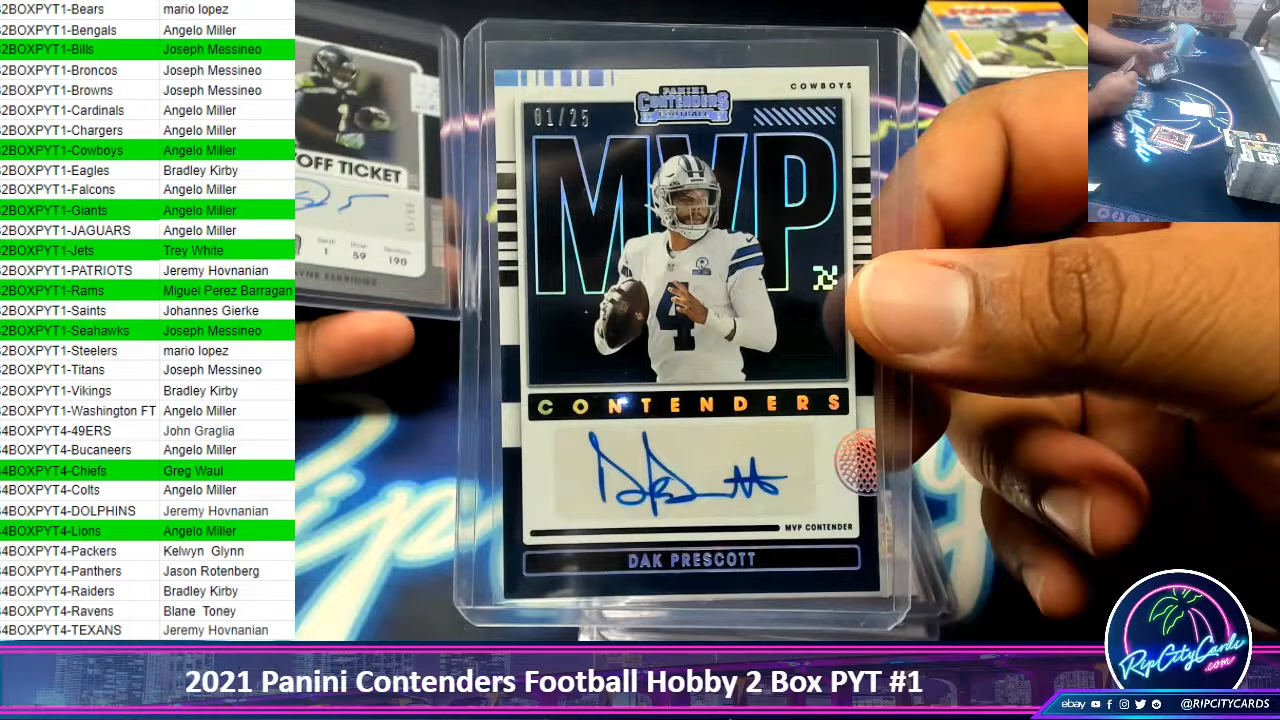 2BOXPYT1-Bears mario lopez
2BOXPYT1-Bengals Angelo Miller
2BOXPYT1-Bills Joseph Messineo
2BOXPYT1-Broncos Joseph Messineo
2BOXPYT1-Browns Joseph Messineo
2BOXPYT1-Cardinals Angelo Miller
2BOXPYT1-Chargers Angelo Miller
2BOXPYT1-Cowboys Angelo Miller
2BOXPYT1-Eagles Bradley Kirby
2BOXPYT1-Falcons Angelo Miller
2BOXPYT1-Giants Angelo Miller
2BOXPYT1-JAGUARS Angelo Miller
2BOXPYT1-Jets Trey White
2BOXPYT1-PATRIOTS Jeremy Hovnanian
2BOXPYT1-Rams Miguel Perez Barragan
2BOXPYT1-Saints Johannes Gierke
2BOXPYT1-Seahawks Joseph Messineo
2BOXPYT1-Steelers mario lopez
2BOXPYT1-Titans Joseph Messineo
2BOXPYT1-Vikings Bradley Kirby
2BOXPYT1-Washington FT Angelo Miller
4BOXPYT4-49ERS John Graglia
4BOXPYT4-Bucaneers Angelo Miller
4BOXPYT4-Chiefs Greg Waul
4BOXPYT4-Colts Angelo Miller
4BOXPYT4-DOLPHINS Jeremy Hovnanian
4BOXPYT4-Lions Angelo Miller
4BOXPYT4-Packers Kelwyn Glynn
4BOXPYT4-Panthers Jason Rotenberg
4BOXPYT4-Raiders Bradley Kirby
4BOXPYT4-Ravens Blane Toney
4BOXPYT4-TEXANS Jeremy Hovnanian
OFF TICKET
1 59 190
COWBOYS
PANINI
CONTENDERS
FOOTBALL
01/25
MVP
4
CONTENDERS
MVP CONTENDER
DAK PRESCOTT
RipCityCards
.com
2021 Panini Contenders Football Hobby 2 Box PYT #1
ebay @RIPCITYCARDS